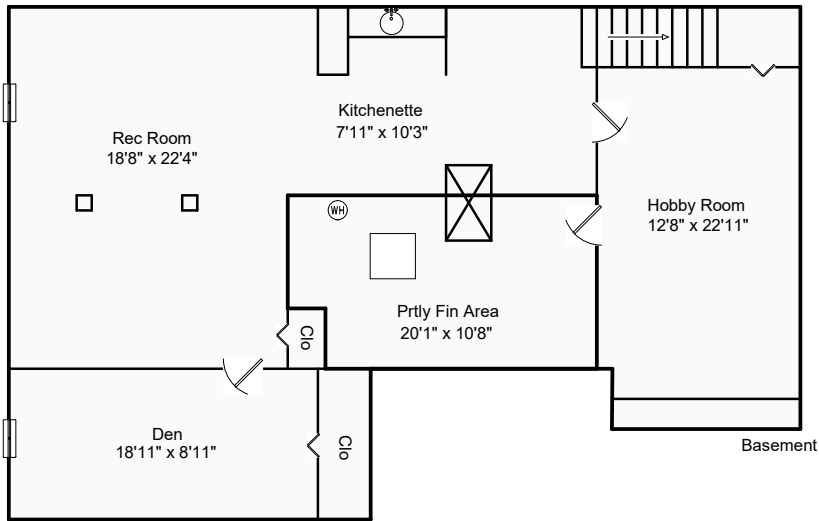 Kitchenette
7'11" x 10'3"
Rec Room
18'8" x 22'4"
WH
Hobby Room
12'8" x 22'11"
Prtly Fin Area
20'1" x 10'8"
Clo
Den
18'11" x 8'11"
Clo
Basement